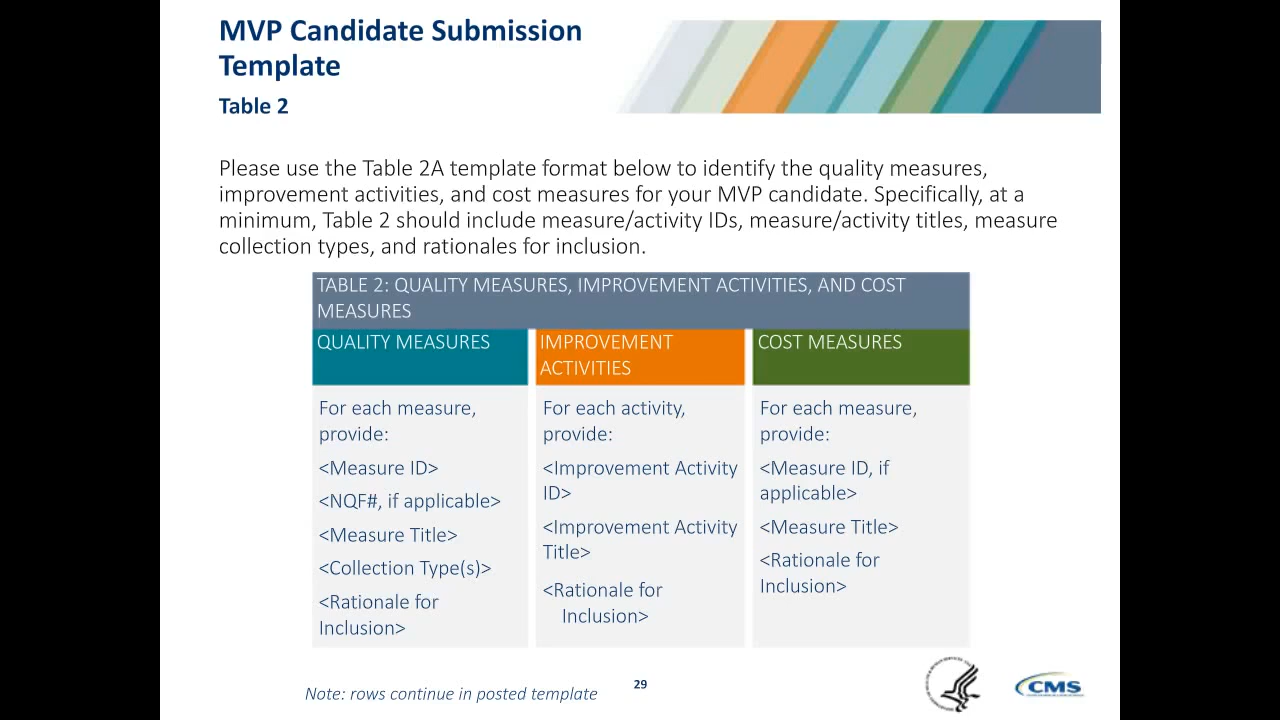 MVP Candidate Submission
Template
Table 2
Please use the Table 2A template format below to identify the quality measures,
improvement activities, and cost measures for your MVP candidate. Specifically, at a
minimum, Table 2 should include measure/activity IDs, measure/activity titles, measure
collection types, and rationales for inclusion.
TABLE 2: QUALITY MEASURES, IMPROVEMENT ACTIVITIES, AND COST
MEASURES
QUALITY MEASURES
For each measure,
provide:
<Measure ID>
<NQF#, if applicable>
<Measure Title>
<Collection Type(s)>
<Rationale for
Inclusion>
IMPROVEMENT
ACTIVITIES
For each activity,
provide:
<Improvement Activity
ID>
<Improvement Activity
Title>
<Rationale for
Inclusion>
COST MEASURES
For each measure,
provide:
<Measure ID, if
applicable>
<Measure Title>
<Rationale for
Inclusion>
Note: rows continue in posted template
29
CMS